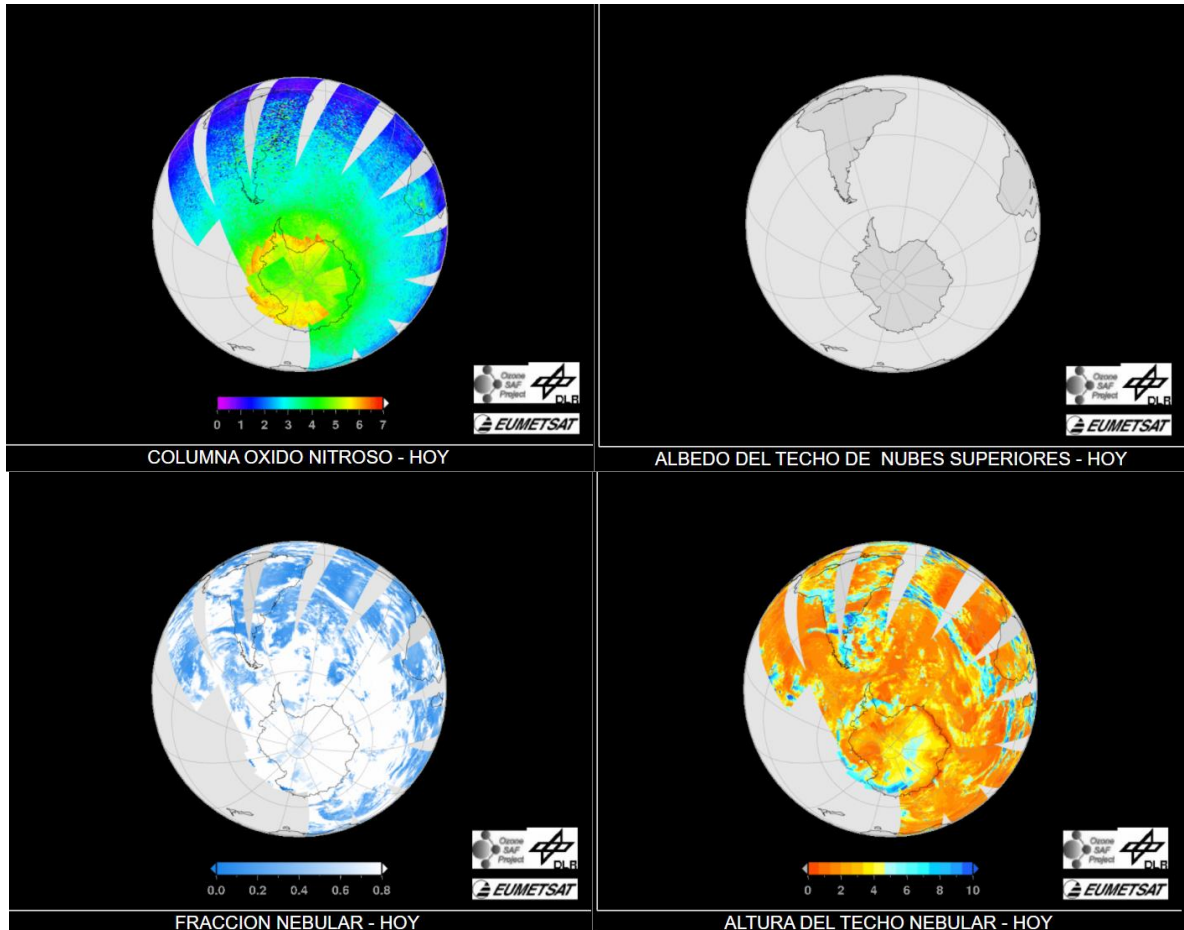 Ozone
SAF
Project
DLR
EUMETSAT
0 1 2 3 4 5 6 7
COLUMNA OXIDO NITROSO - HOY
Ozone
SAF
Project
DLR
EUMETSAT
ALBEDO DEL TECHO DE NUBES SUPERIORES - HOY
Ozone
SAF
Project
DLR
EUMETSAT
0.0 0.2 0.4 0.6 0.8
FRACCION NEBULAR - HOY
Ozone
SAF
Project
DLR
EUMETSAT
0 2 4 6 8 10
ALTURA DEL TECHO NEBULAR - HOY